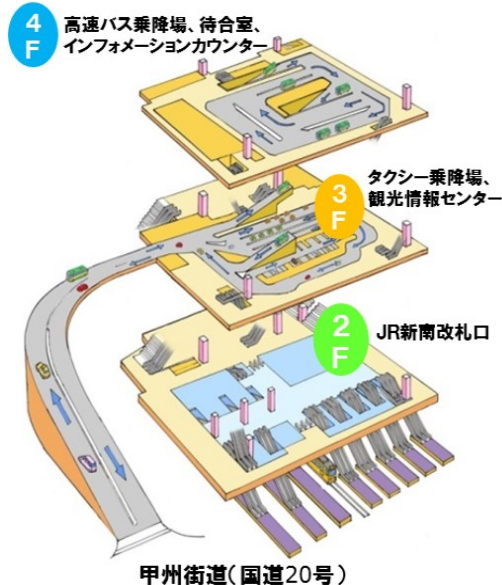 4F
高速バス乗降場、待合室、
インフォメーションカウンター
3F
タクシー乗降場、
観光情報センター
2F
JR新南改札口
甲州街道(国道20号)